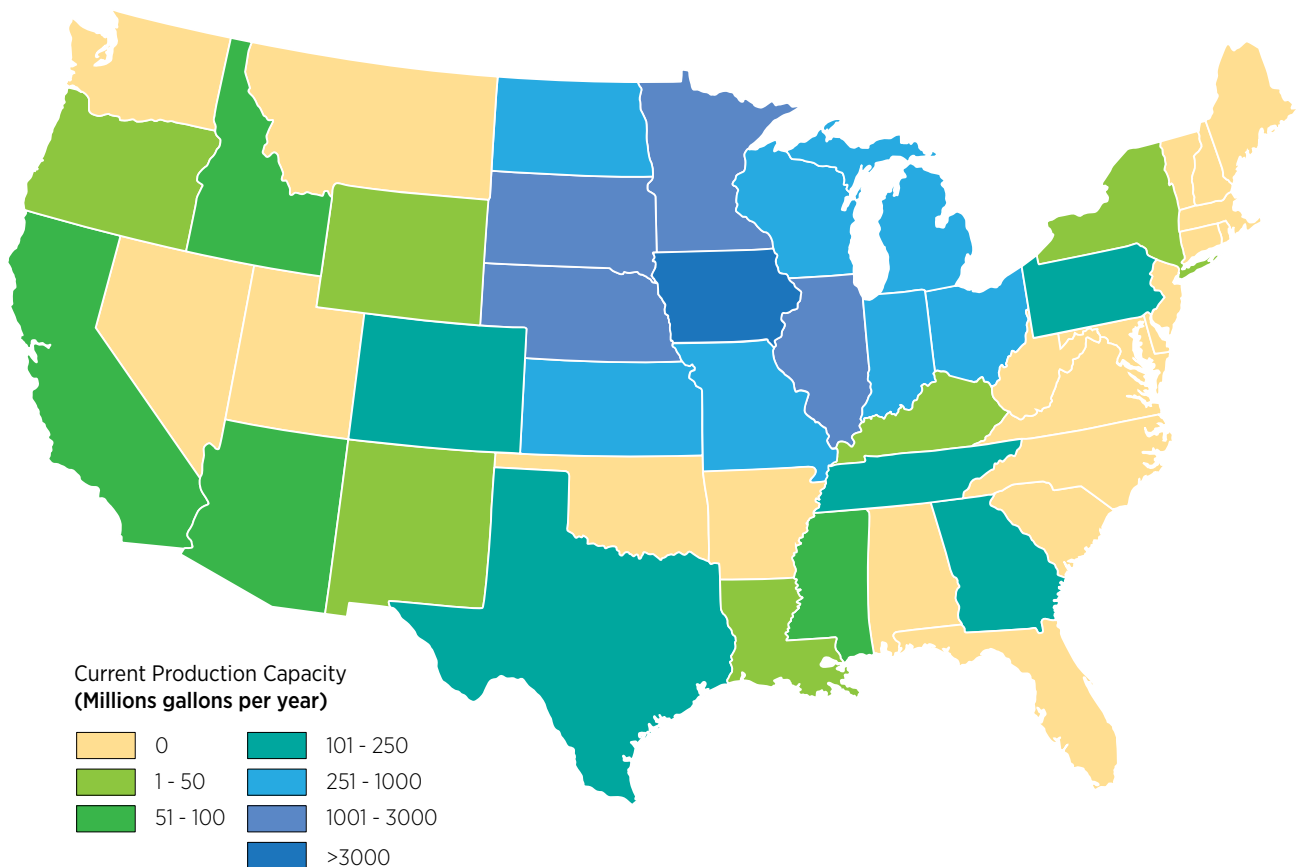 Current Production Capacity
(Millions gallons per year)
0
1 - 50
51 - 100
101 - 250
251 - 1000
1001 - 3000
>3000